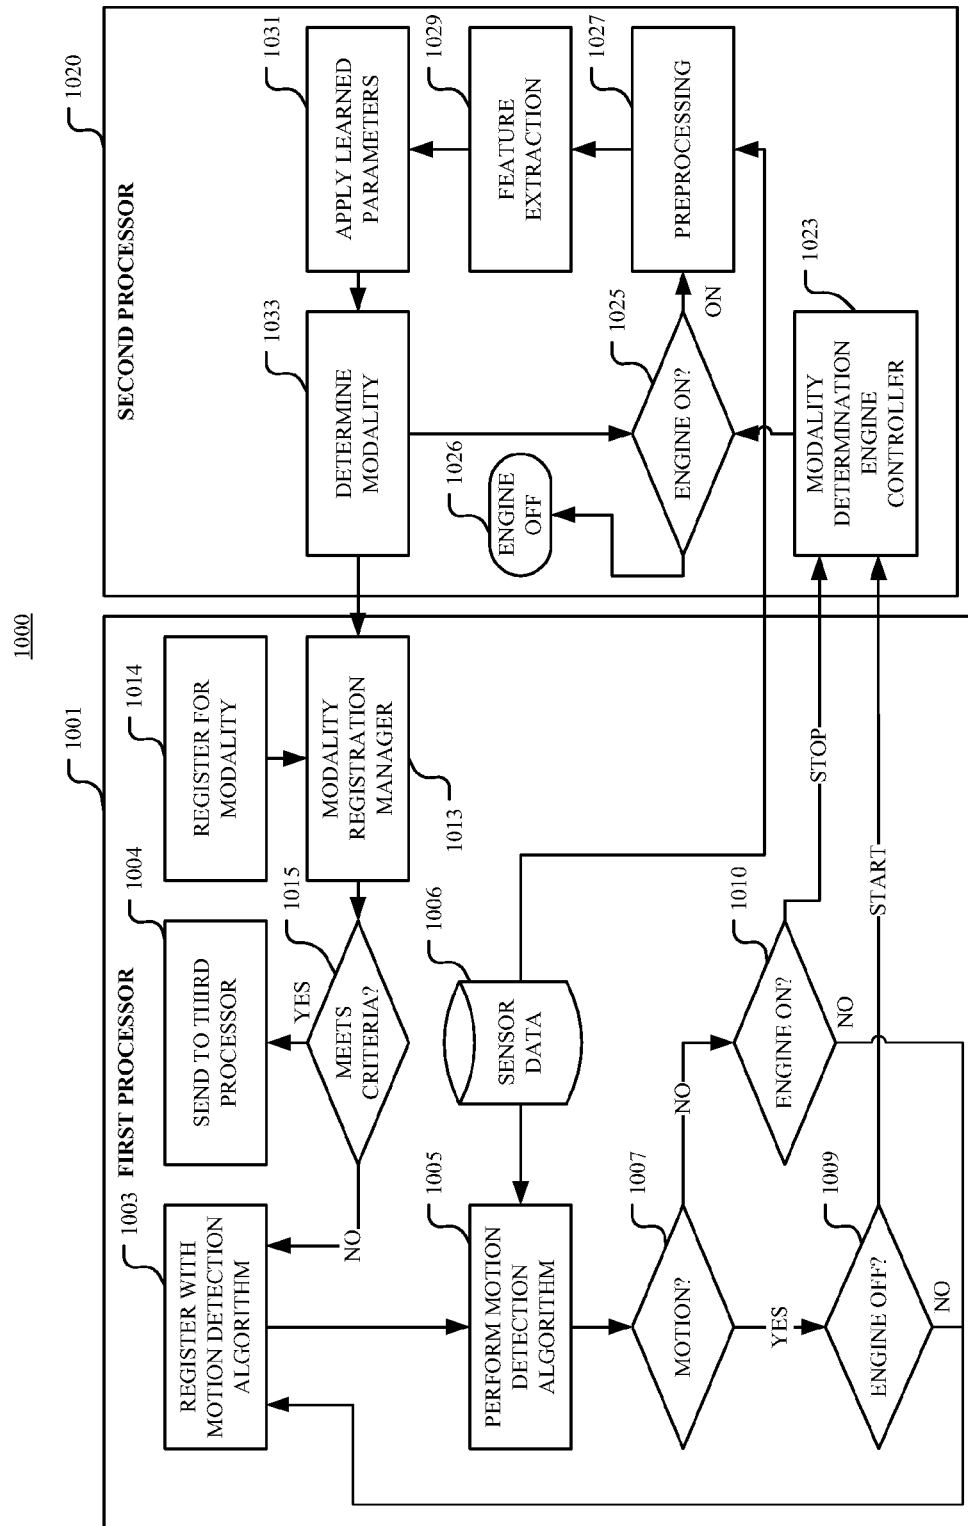 1000
1001
FIRST PROCESSOR
1003
REGISTER WITH
MOTION DETECTION
ALGORITHM
1004
SEND TO THIRD
PROCESSOR
1014
REGISTER FOR
MODALITY
YES
1015
MEETS
CRITERIA?
NO
MODALITY
REGISTRATION
MANAGER
1013
1005
PERFORM MOTION
DETECTION
ALGORITHM
1006
SENSOR
DATA
1007
MOTION?
NO
YES
1010
ENGINE ON?
NO
STOP
1009
ENGINE OFF?
NO
START
1020
SECOND PROCESSOR
1033
DETERMINE
MODALITY
1031
APPLY LEARNED
PARAMETERS
1026
ENGINE
OFF
1029
FEATURE
EXTRACTION
1025
ENGINE ON?
ON
1027
PREPROCESSING
1023
MODALITY
DETERMINATION
ENGINE
CONTROLLER